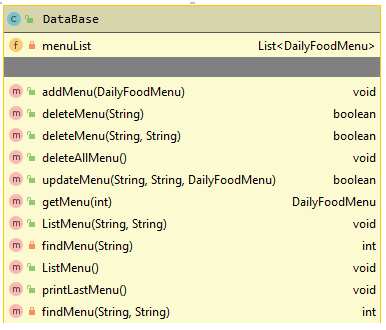 DataBase
menuList List<DailyFoodMenu>
addMenu(DailyFoodMenu) void
deleteMenu(String) boolean
deleteMenu(String, String) boolean
deleteAllMenu() void
updateMenu(String, String, DailyFoodMenu) boolean
getMenu(int) DailyFoodMenu
ListMenu(String, String) void
findMenu(String) int
ListMenu() void
printLastMenu() void
findMenu(String, String) int